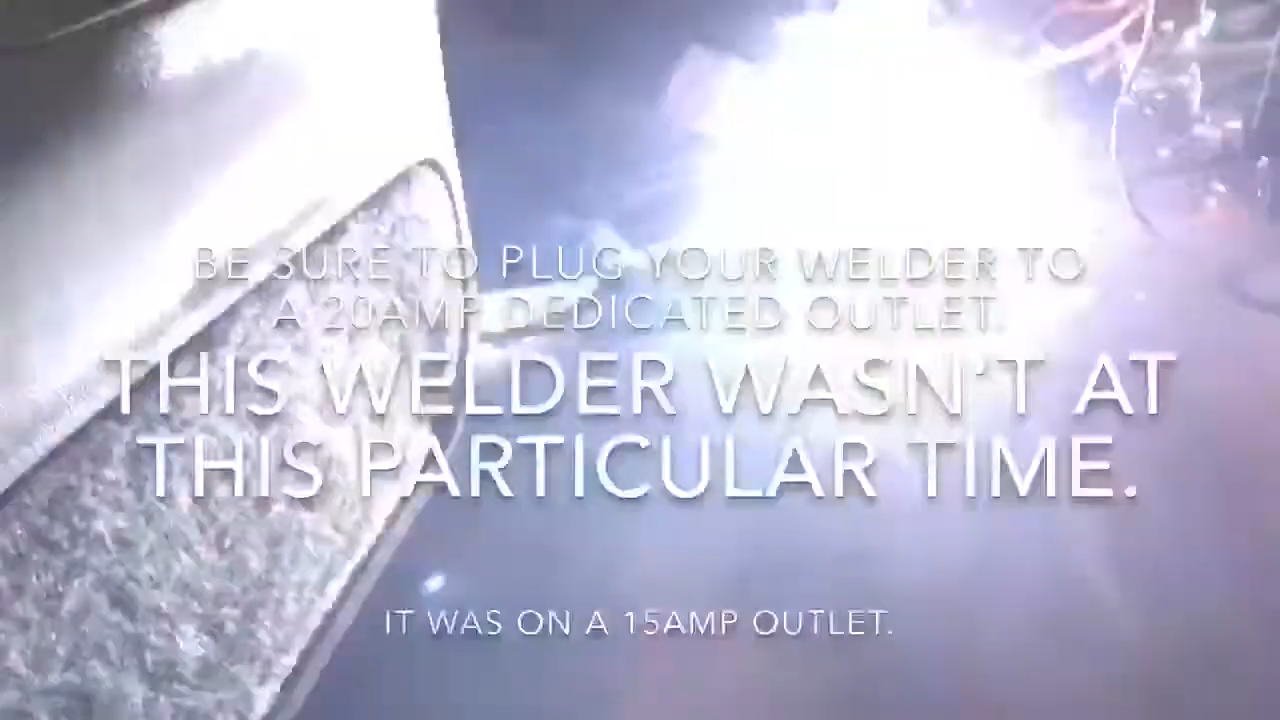 BE SURE TO PLUG YOUR WELDER TO
A 20AMP DEDICATED OUTLET.
THIS WELDER WASN'T AT
THIS PARTICULAR TIME.
IT WAS ON A 15AMP OUTLET.